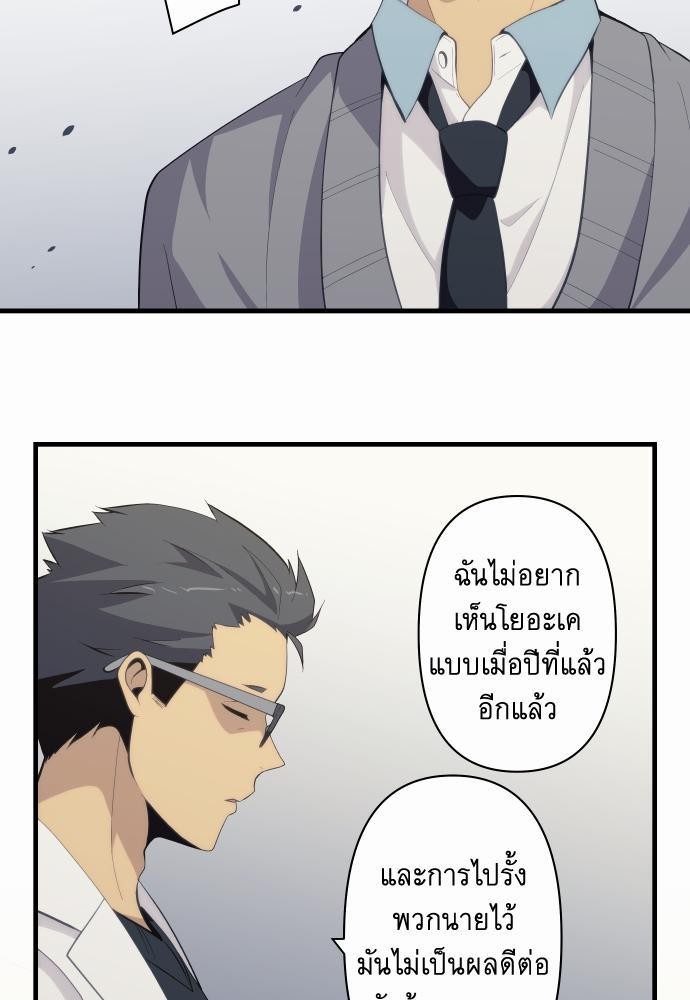 ฉันไม่อยาก
เห็นโยอะเค
แบบเมื่อปีที่แล้ว
อีกแล้ว
และการไปรั้ง
พวกนายไว้
มันไม่เป็นผลดีต่อ